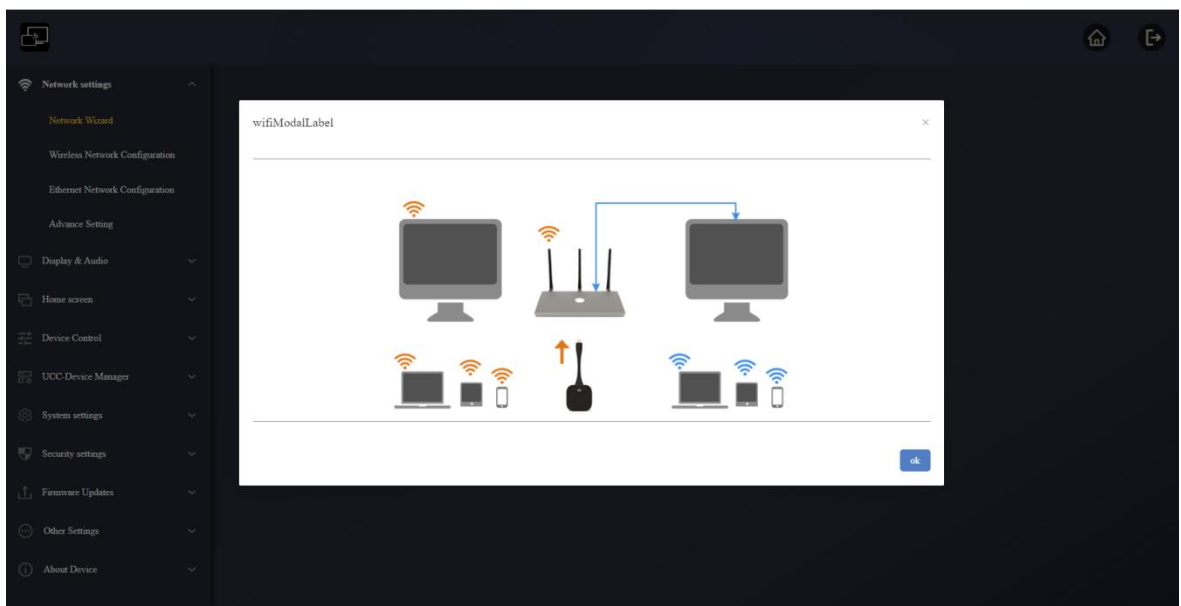 Network settings
Network Wizard
Wireless Network Configuration
Ethernet Network Configuration
Advance Setting
Display & Audio
Home screen
Device Control
UCC-Device Manager
System settings
Security settings
Firmware Updates
Other Settings
About Device
wifiModalLabel
ok